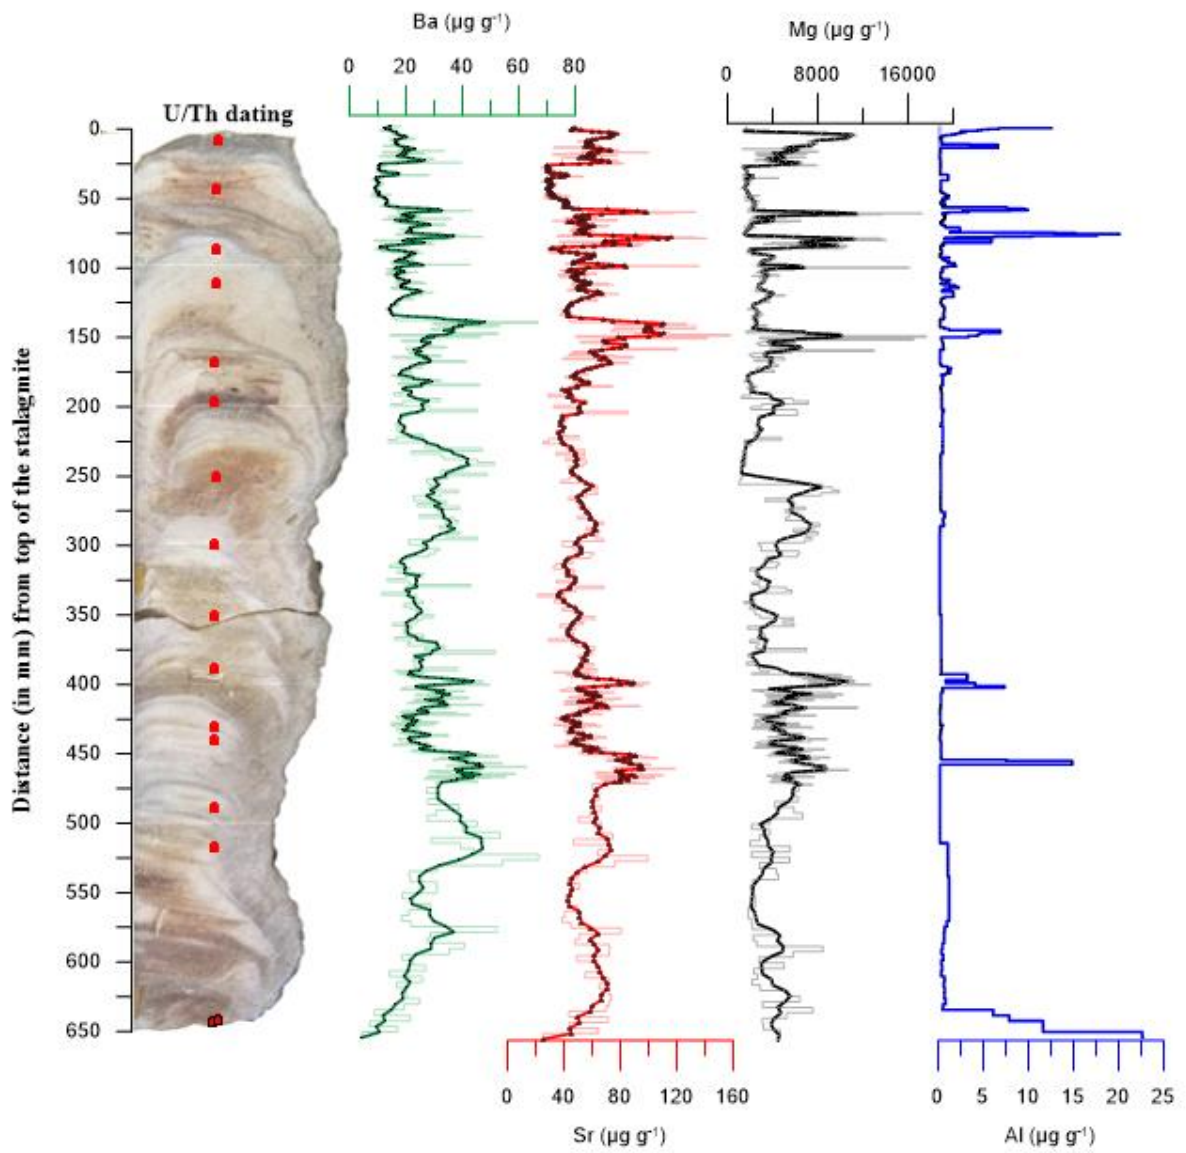 Ba (µg g⁻¹)
Mg (µg g⁻¹)
0 20 40 60 80
0 8000 16000
U/Th dating
0
50
100
150
200
250
300
350
400
450
500
550
600
650
Distance (in mm) from top of the stalagmite
0 40 80 120 160
0 5 10 15 20 25
Sr (µg g⁻¹)
Al (µg g⁻¹)